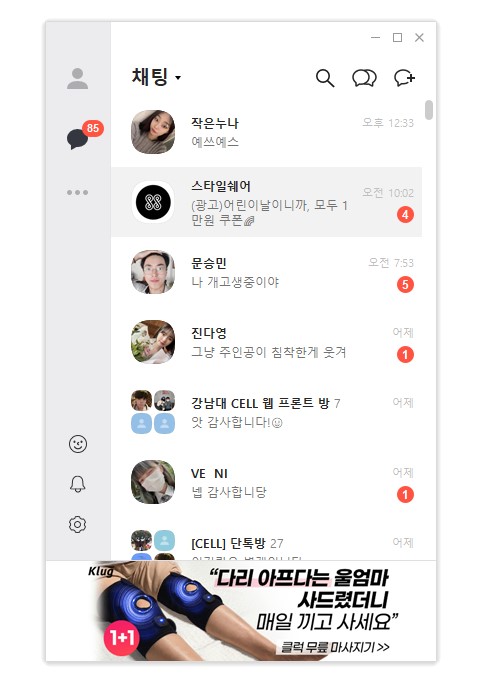 채팅
85
작은누나
오후 12:33
예쓰예스
스타일쉐어
오전 10:02
(광고)어린이날이니까, 모두 1
만원 쿠폰
4
문승민
오전 7:53
나 개고생중이야
5
진다영
어제
그냥 주인공이 침착한게 웃겨
1
강남대 CELL 웹 프론트 방 7
어제
앗 감사합니다!☺
VE NI
어제
넵 감사합니당
1
[CELL] 단톡방 27
어제
Klug
“다리 아프다는 울엄마
사드렸더니
매일 끼고 사세요”
1+1
클럭 무릎 마사지기 >>